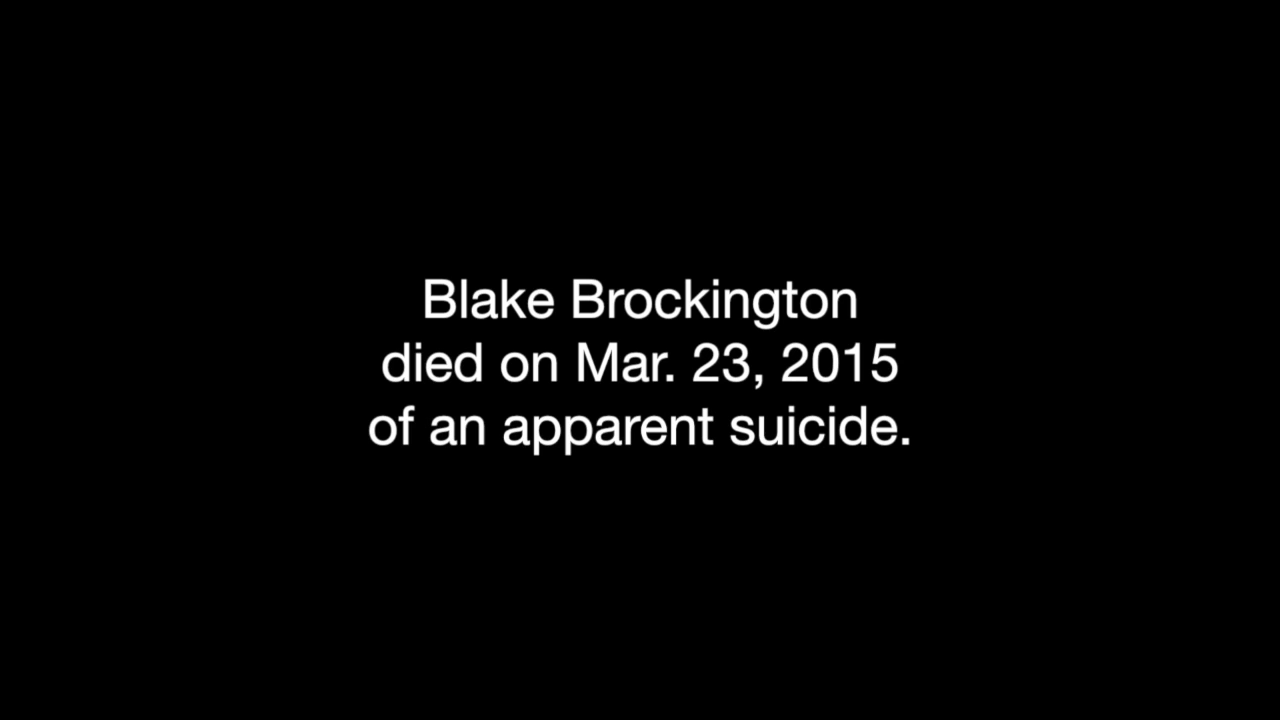 Blake Brockington
died on Mar. 23, 2015
of an apparent suicide.